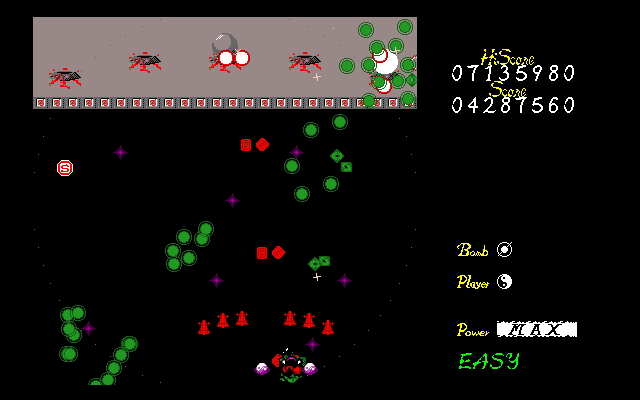 HiScore
07135980
Score
04287560
S
Bomb
Player
Power MAX
EASY